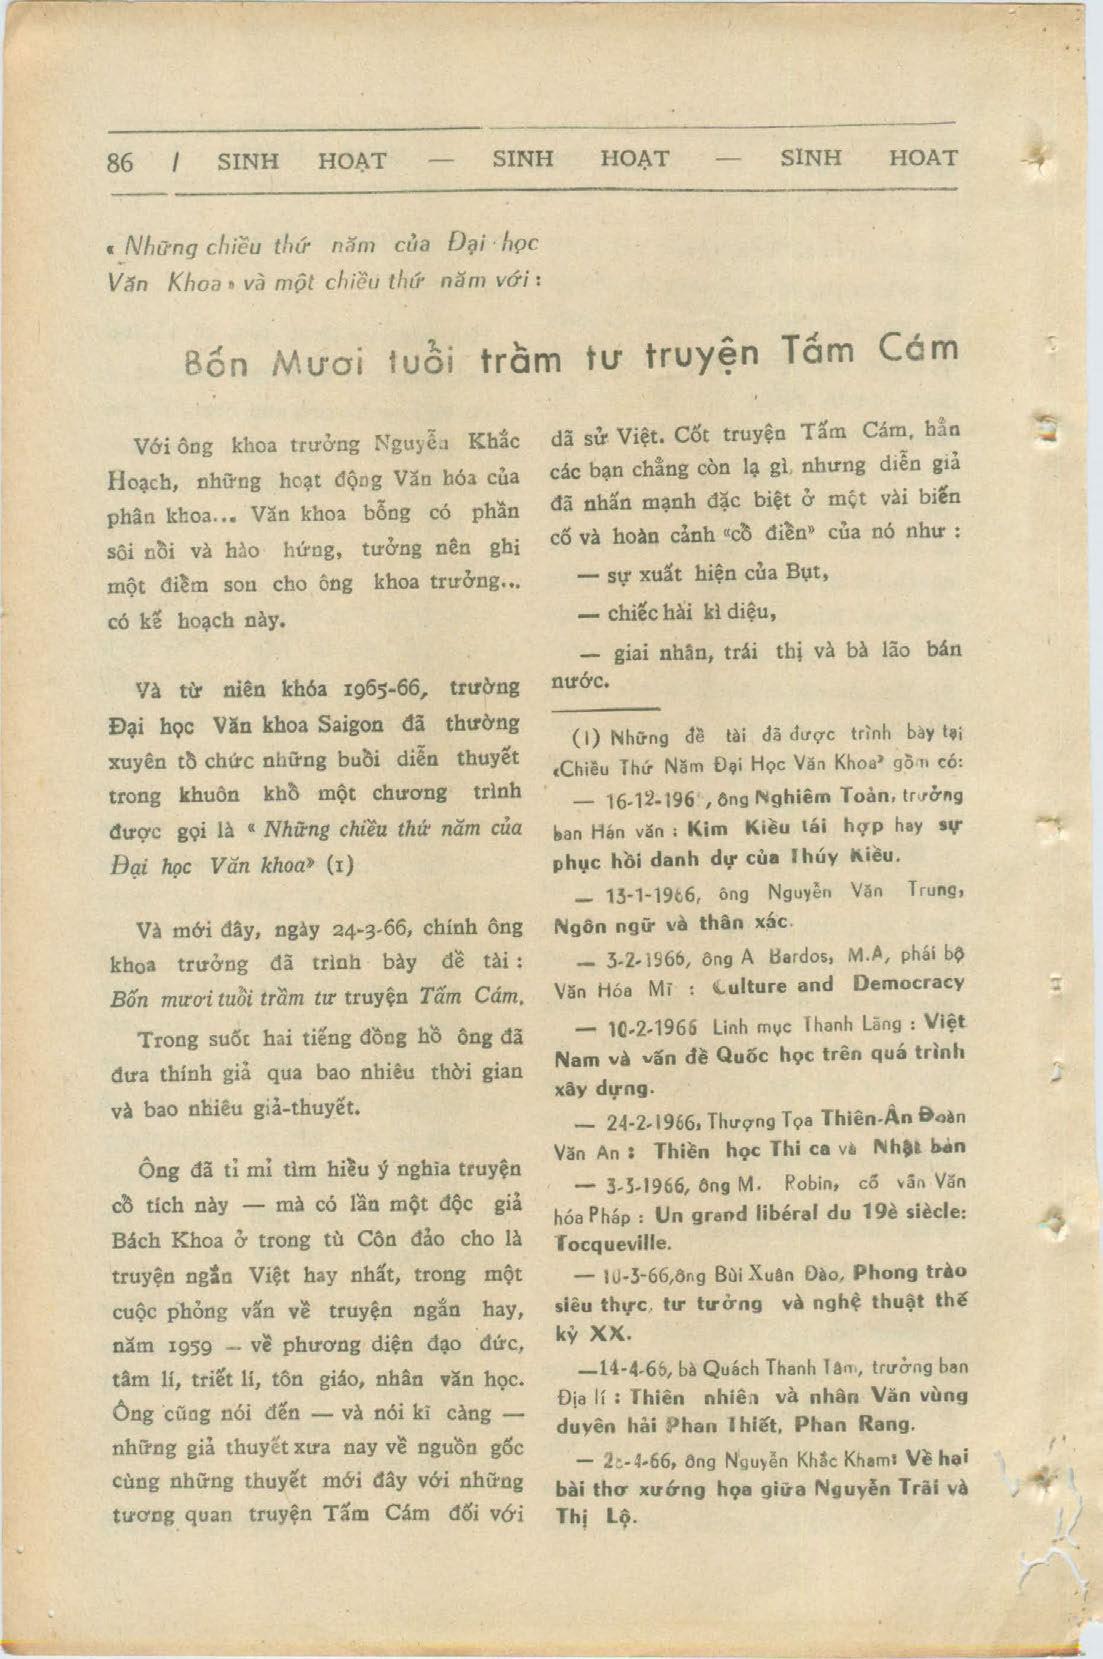 86 / SINH HOẠT — SINH HOẠT — SINH HOAT
« Những chiều thứ năm của Đại học
Văn Khoa » và một chiều thứ năm với :
Bốn Mươi tuổi trầm tư truyện Tấm Cám
Với ông khoa trưởng Nguyễn Khắc
Hoạch, những hoạt động Văn hóa của
phân khoa... Văn khoa bỗng có phần
sôi nồi và hào hứng, tưởng nên ghi
một điềm son cho ông khoa trưởng...
có kế hoạch này.
Và từ niên khóa 1965-66, trường
Đại học Văn khoa Saigon đã thường
xuyên tồ chức những buồi diễn thuyết
trong khuôn khồ một chương trình
được gọi là « Những chiều thứ năm của
Đại học Văn khoa» (1)
Và mới đây, ngày 24-3-66, chính ông
khoa trưởng đã trình bày đề tài :
Bốn mươi tuồi trầm tư truyện Tấm Cám.
Trong suốt hai tiếng đồng hồ ông đã
đưa thính giả qua bao nhiêu thời gian
và bao nhiêu giả-thuyết.
Ông đã tỉ mỉ tìm hiều ý nghĩa truyện
cồ tích này — mà có lần một độc giả
Bách Khoa ở trong tù Côn đảo cho là
truyện ngắn Việt hay nhất, trong một
cuộc phỏng vấn về truyện ngắn hay,
năm 1959 — về phương diện đạo đức,
tâm lí, triết lí, tôn giáo, nhân văn học.
Ông cũng nói đến — và nói kĩ càng —
những giả thuyết xưa nay về nguồn gốc
cùng những thuyết mới đây với những
tương quan truyện Tấm Cám đối với
dã sử Việt. Cốt truyện Tấm Cám, hẳn
các bạn chẳng còn lạ gì, nhưng diễn giả
đã nhấn mạnh đặc biệt ở một vài biến
cố và hoàn cảnh «cồ điền» của nó như :
— sự xuất hiện của Bụt,
— chiếc hài kì diệu,
— giai nhân, trái thị và bà lão bán
nước.
(1) Những đề tài đã được trình bày tại
«Chiều Thứ Năm Đại Học Văn Khoa» gồm có:
— 16-12-196 , ông Nghiêm Toản, trưởng
ban Hán văn : Kim Kiều tái hợp hay sự
phục hồi danh dự của Thúy Kiều.
— 13-1-1966, ông Nguyễn Văn Trung,
Ngôn ngữ và thân xác.
— 3-2-1966, ông A Bardos, M.A, phái bộ
Văn Hóa Mĩ : Culture and Democracy
— 10-2-1966 Linh mục Thanh Lãng : Việt
Nam và vấn đề Quốc học trên quá trình
xây dựng.
— 24-2-1966, Thượng Tọa Thiên-Ân Đoàn
Văn An : Thiền học Thi ca và Nhật bản
— 3-3-1966, ông M. Robin, cố vấn Văn
hóa Pháp : Un grand libéral du 19è siècle:
Tocqueville.
— 10-3-66, ông Bùi Xuân Đào, Phong trào
siêu thực, tư tưởng và nghệ thuật thế
kỷ XX.
—14-4-66, bà Quách Thanh Tâm, trưởng ban
Địa lí : Thiên nhiên và nhân Văn vùng
duyên hải Phan Thiết, Phan Rang.
— ông Nguyễn Khắc Kham: Về hai
bài thơ xướng họa giữa Nguyễn Trãi và
Thị Lộ.